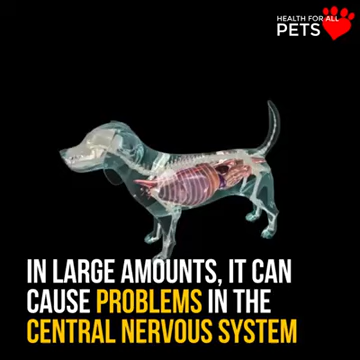 HEALTH FOR ALL
PETS
IN LARGE AMOUNTS, IT CAN
CAUSE PROBLEMS IN THE
CENTRAL NERVOUS SYSTEM